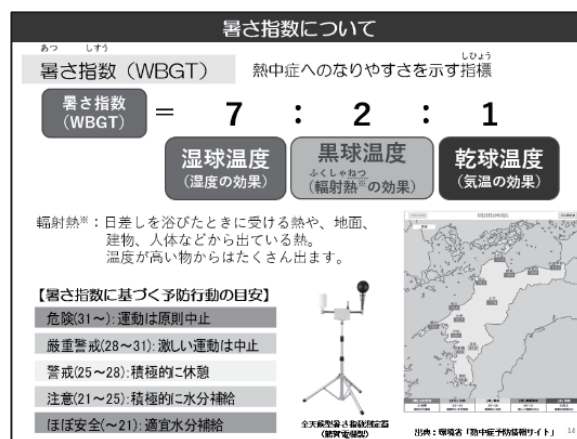 暑さ指数について
あつ しすう
暑さ指数（WBGT）
熱中症へのなりやすさを示す指標
しひょう
暑さ指数
(WBGT)
＝ 7 : 2 : 1
湿球温度
(湿度の効果)
黒球温度
ふくしゃねつ
(輻射熱※の効果)
乾球温度
(気温の効果)
輻射熱※：日差しを浴びたときに受ける熱や、地面、
建物、人体などから出ている熱。
温度が高い物からはたくさん出ます。
【暑さ指数に基づく予防行動の目安】
危険(31～):運動は原則中止
厳重警戒(28～31):激しい運動は中止
警戒(25～28):積極的に休憩
注意(21～25):積極的に水分補給
ほぼ安全(～21):適宜水分補給
全天候型暑さ指数測定器
出典：環境省「熱中症予防情報サイト」
14